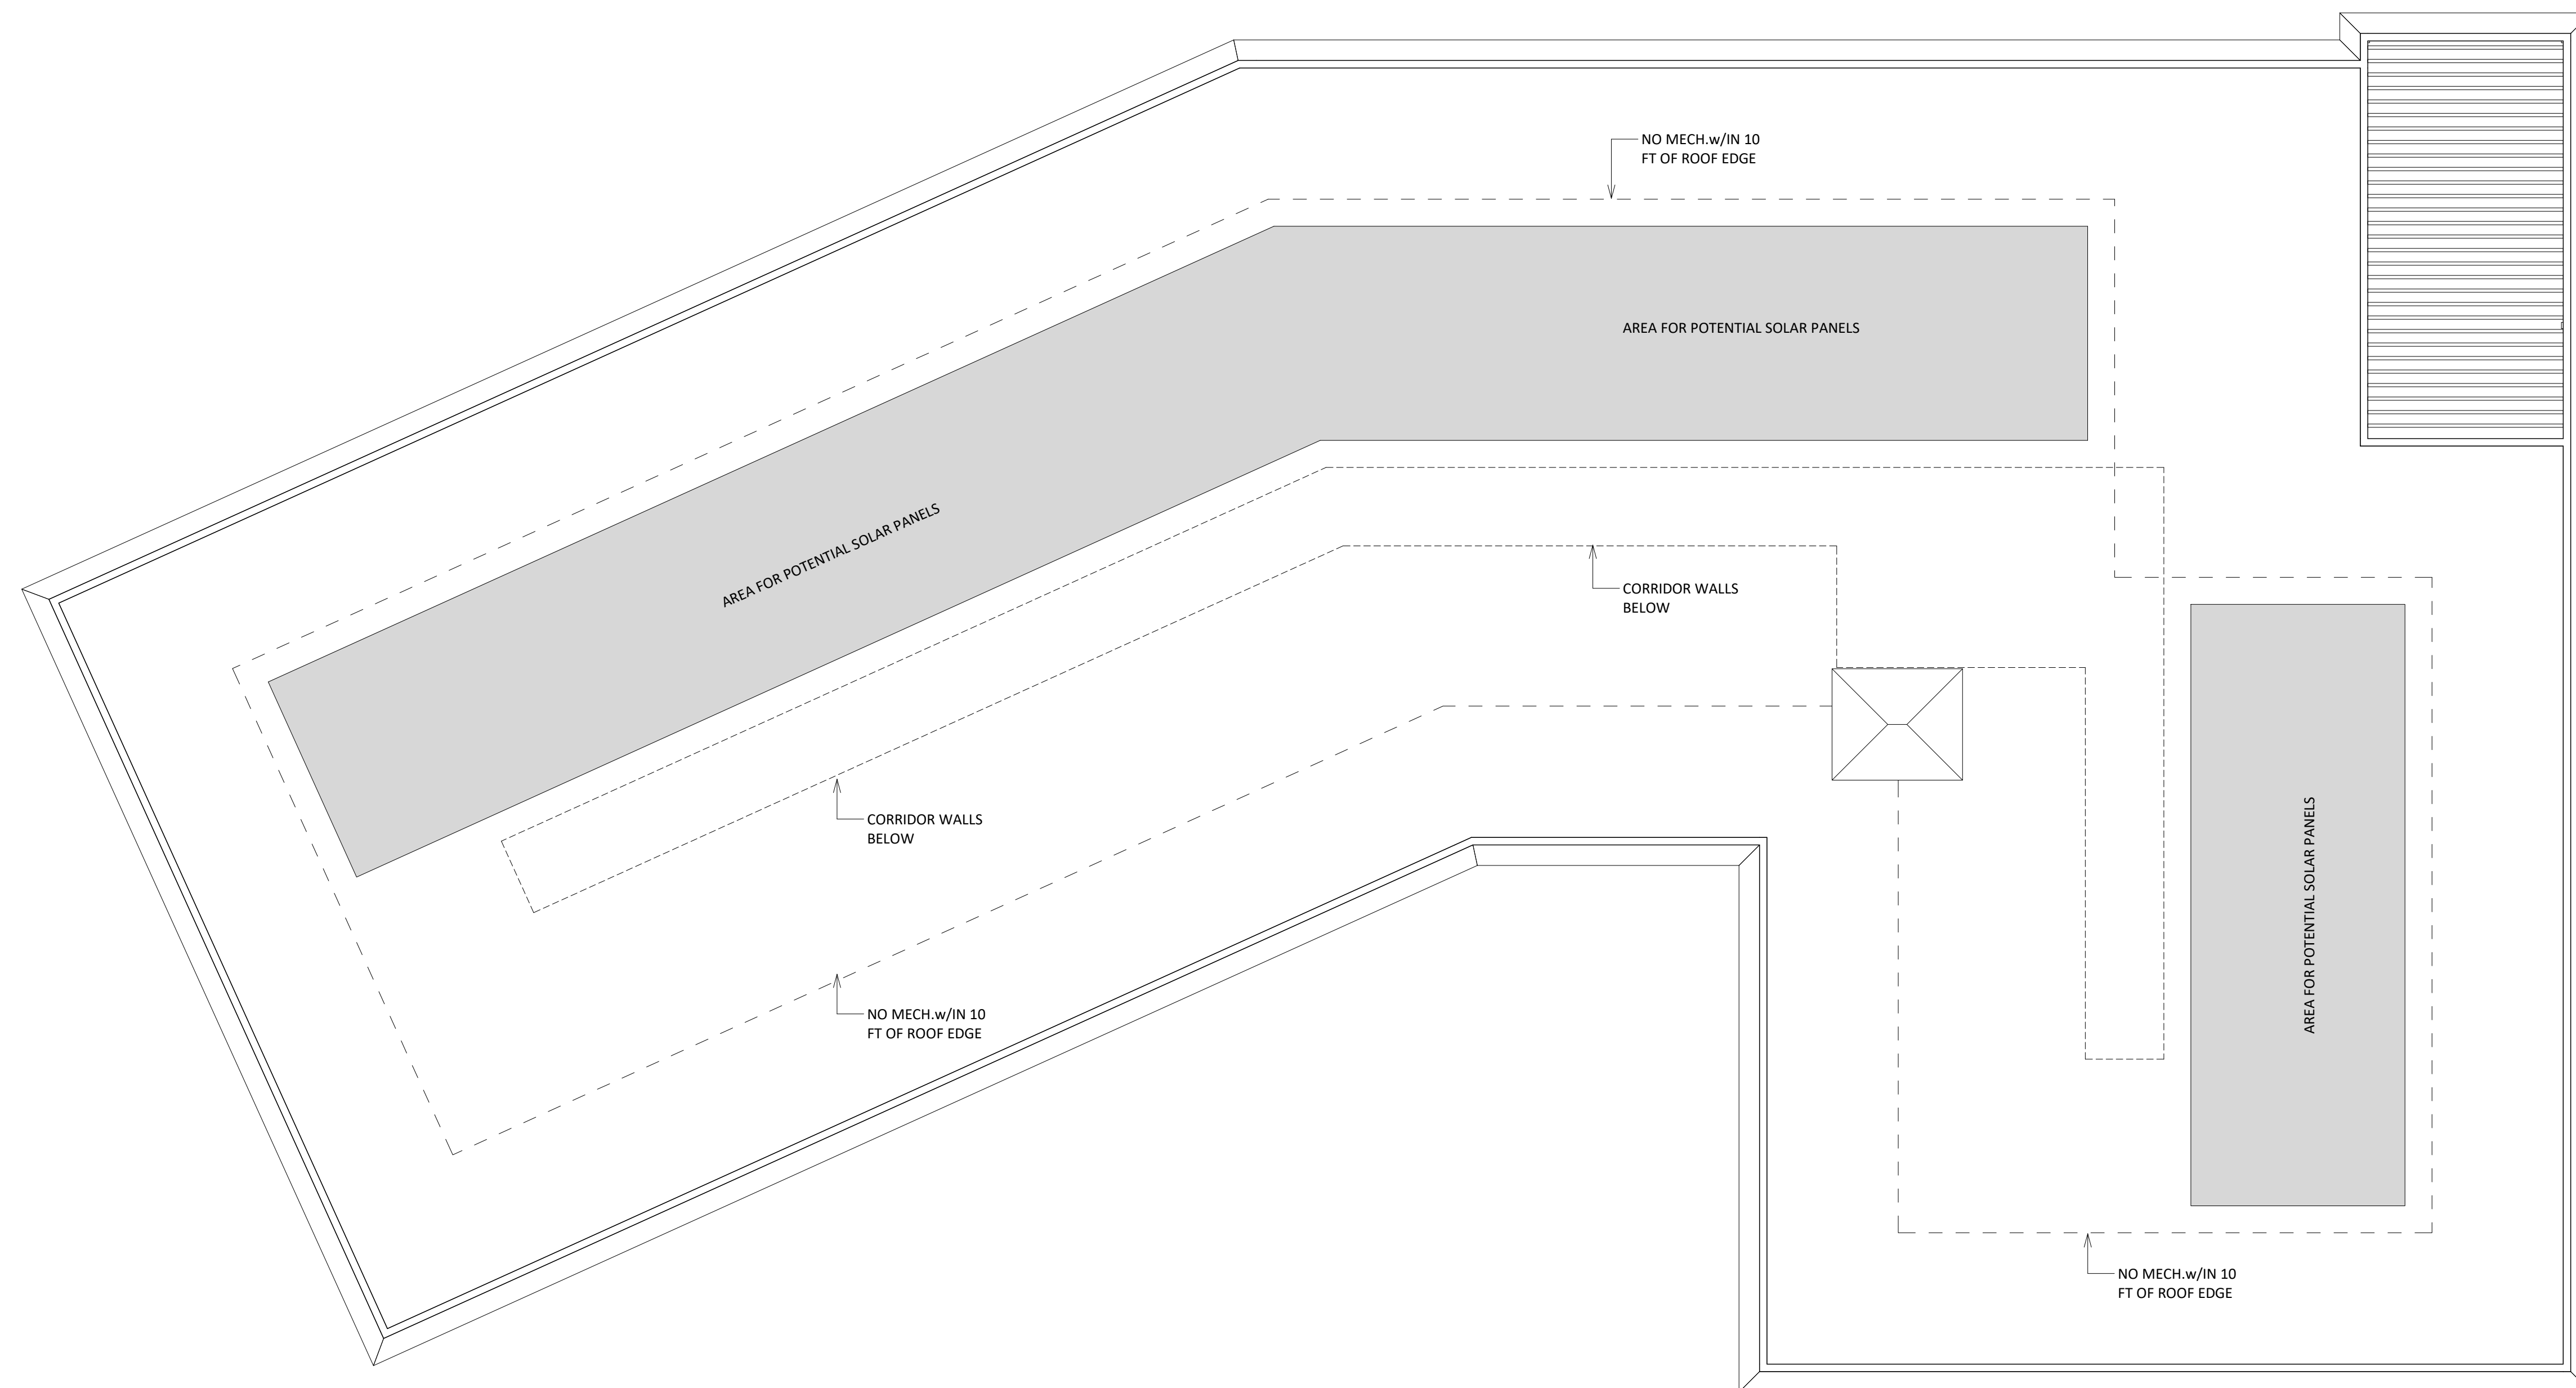 NO MECH.w/IN 10
FT OF ROOF EDGE
AREA FOR POTENTIAL SOLAR PANELS
AREA FOR POTENTIAL SOLAR PANELS
CORRIDOR WALLS
BELOW
CORRIDOR WALLS
BELOW
AREA FOR POTENTIAL SOLAR PANELS
NO MECH.w/IN 10
FT OF ROOF EDGE
NO MECH.w/IN 10
FT OF ROOF EDGE